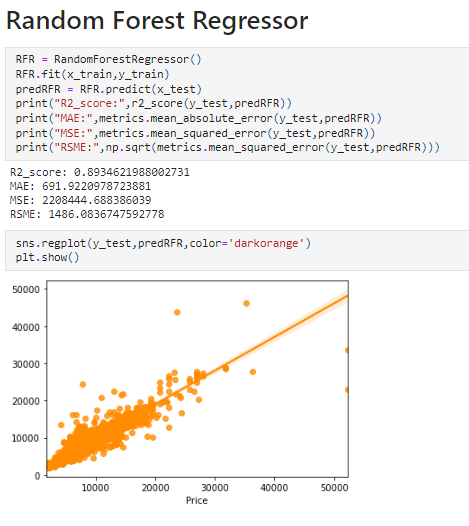 Random Forest Regressor
RFR = RandomForestRegressor()
RFR.fit(x_train,y_train)
predRFR = RFR.predict(x_test)
print("R2_score:",r2_score(y_test,predRFR))
print("MAE:",metrics.mean_absolute_error(y_test,predRFR))
print("MSE:",metrics.mean_squared_error(y_test,predRFR))
print("RSME:",np.sqrt(metrics.mean_squared_error(y_test,predRFR)))
R2_score: 0.8934621988002731
MAE: 691.9220978723881
MSE: 2208444.688386039
RSME: 1486.0836747592778
sns.regplot(y_test,predRFR,color='darkorange')
plt.show()
50000
40000
30000
20000
10000
0
10000 20000 30000 40000 50000
Price